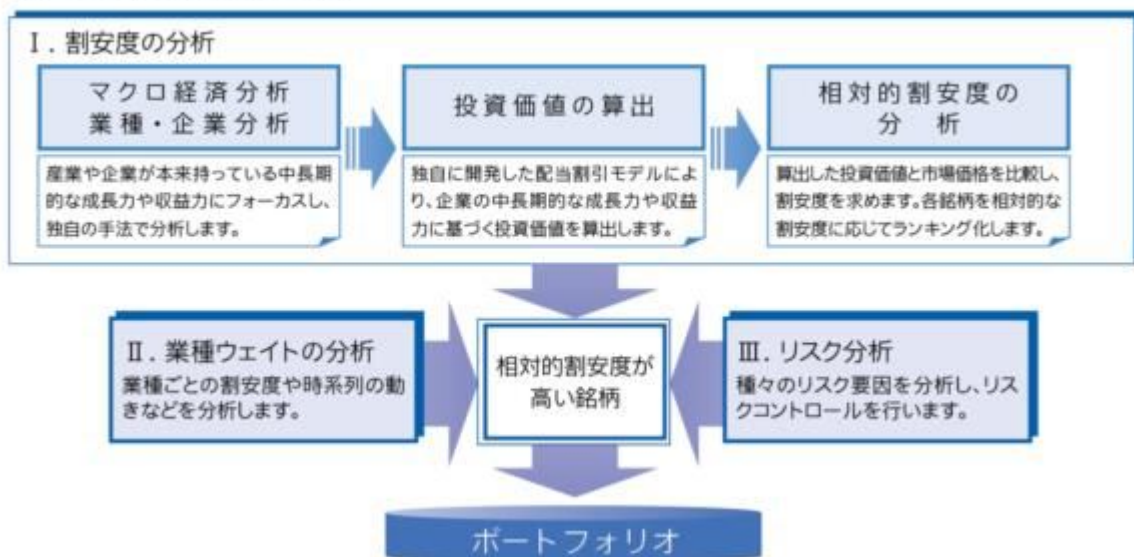 Ⅰ. 割安度の分析
マクロ経済分析
業種・企業分析
産業や企業が本来持っている中長期
的な成長力や収益力にフォーカスし、
独自の手法で分析します。
投資価値の算出
独自に開発した配当割引モデルによ
り、企業の中長期的な成長力や収益
力に基づく投資価値を算出します。
相対的割安度の
分 析
算出した投資価値と市場価格を比較し、
割安度を求めます。各銘柄を相対的な
割安度に応じてランキング化します。
Ⅱ. 業種ウェイトの分析
業種ごとの割安度や時系列の動
きなどを分析します。
相対的割安度が
高い銘柄
Ⅲ. リスク分析
種々のリスク要因を分析し、リス
クコントロールを行います。
ポートフォリオ